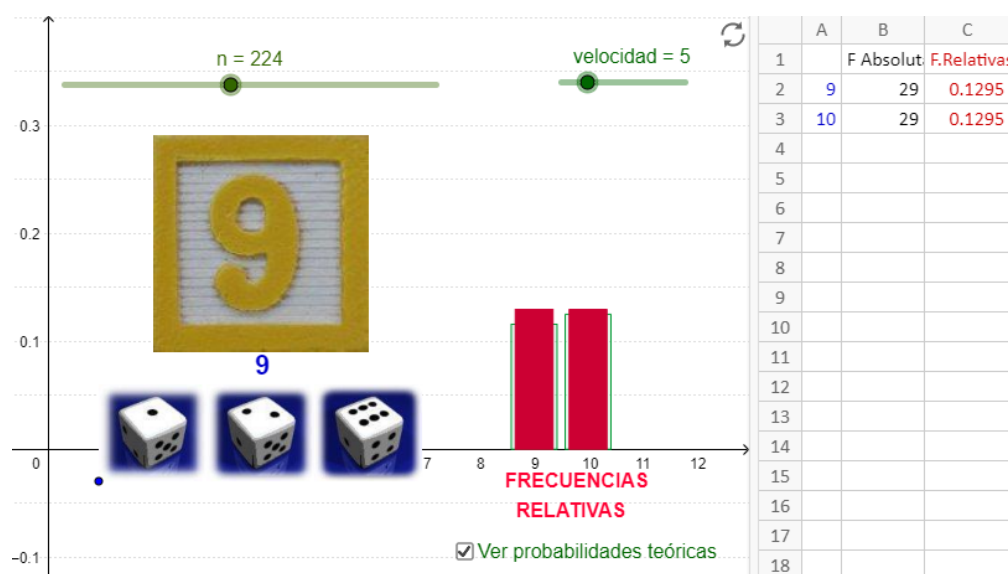 n = 224
velocidad = 5
0.3
0.2
0.1
0
-0.1
9
9
7 8 9 10 11 12
FRECUENCIAS
RELATIVAS
Ver probabilidades teóricas
A B C
1 F Absolut F.Relativas
2 9 29 0.1295
3 10 29 0.1295
4
5
6
7
8
9
10
11
12
13
14
15
16
17
18